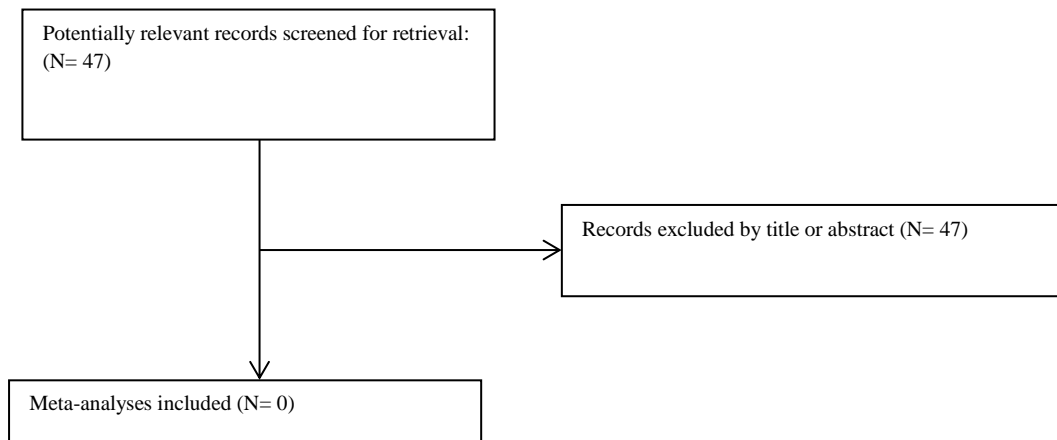 Potentially relevant records screened for retrieval:
(N= 47)
Records excluded by title or abstract (N= 47)
Meta-analyses included (N= 0)